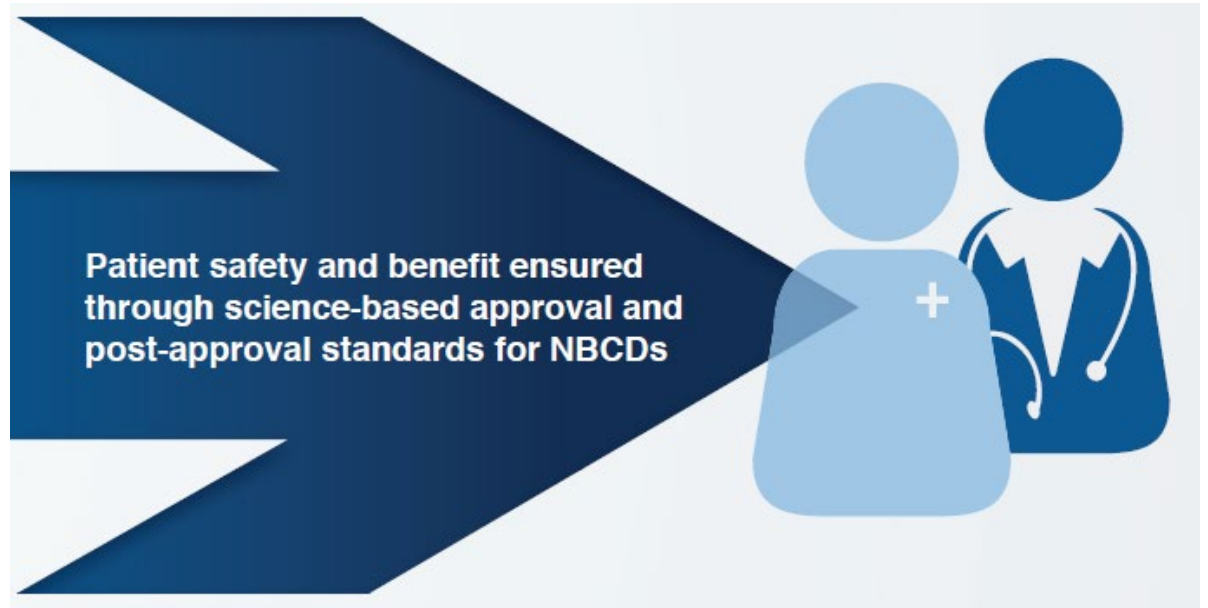 Patient safety and benefit ensured
through science-based approval and
post-approval standards for NBCDs